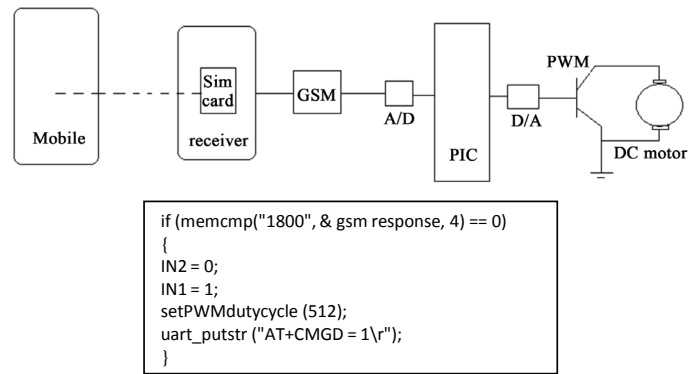 Mobile
Sim
card
receiver
GSM
A/D
PIC
D/A
PWM
DC motor
if (memcmp("1800", & gsm response, 4) == 0)
{
IN2 = 0;
IN1 = 1;
setPWMdutycycle (512);
uart_putstr ("AT+CMGD = 1\r");
}